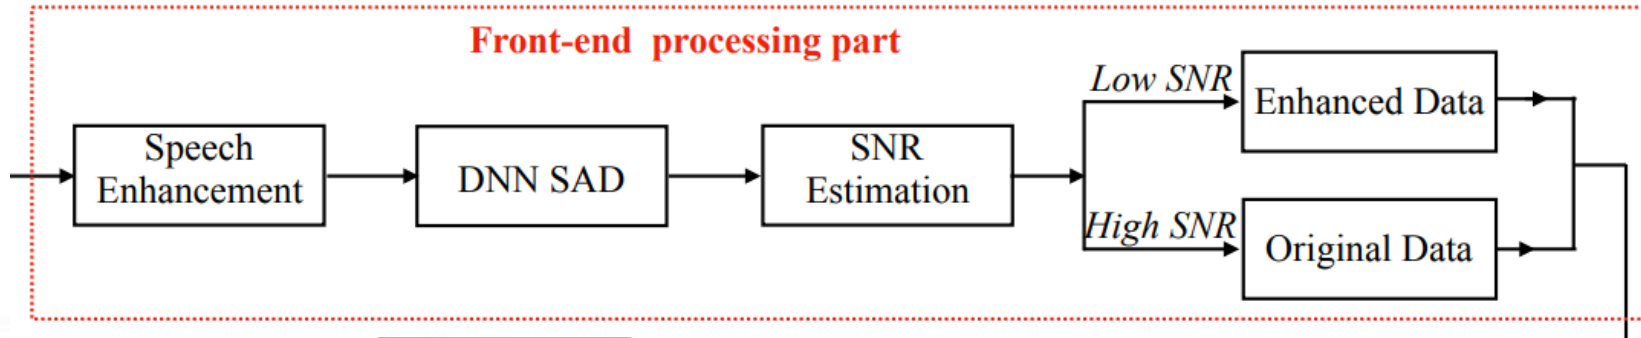 Front-end processing part
Speech
Enhancement
DNN SAD
SNR
Estimation
Low SNR
Enhanced Data
High SNR
Original Data